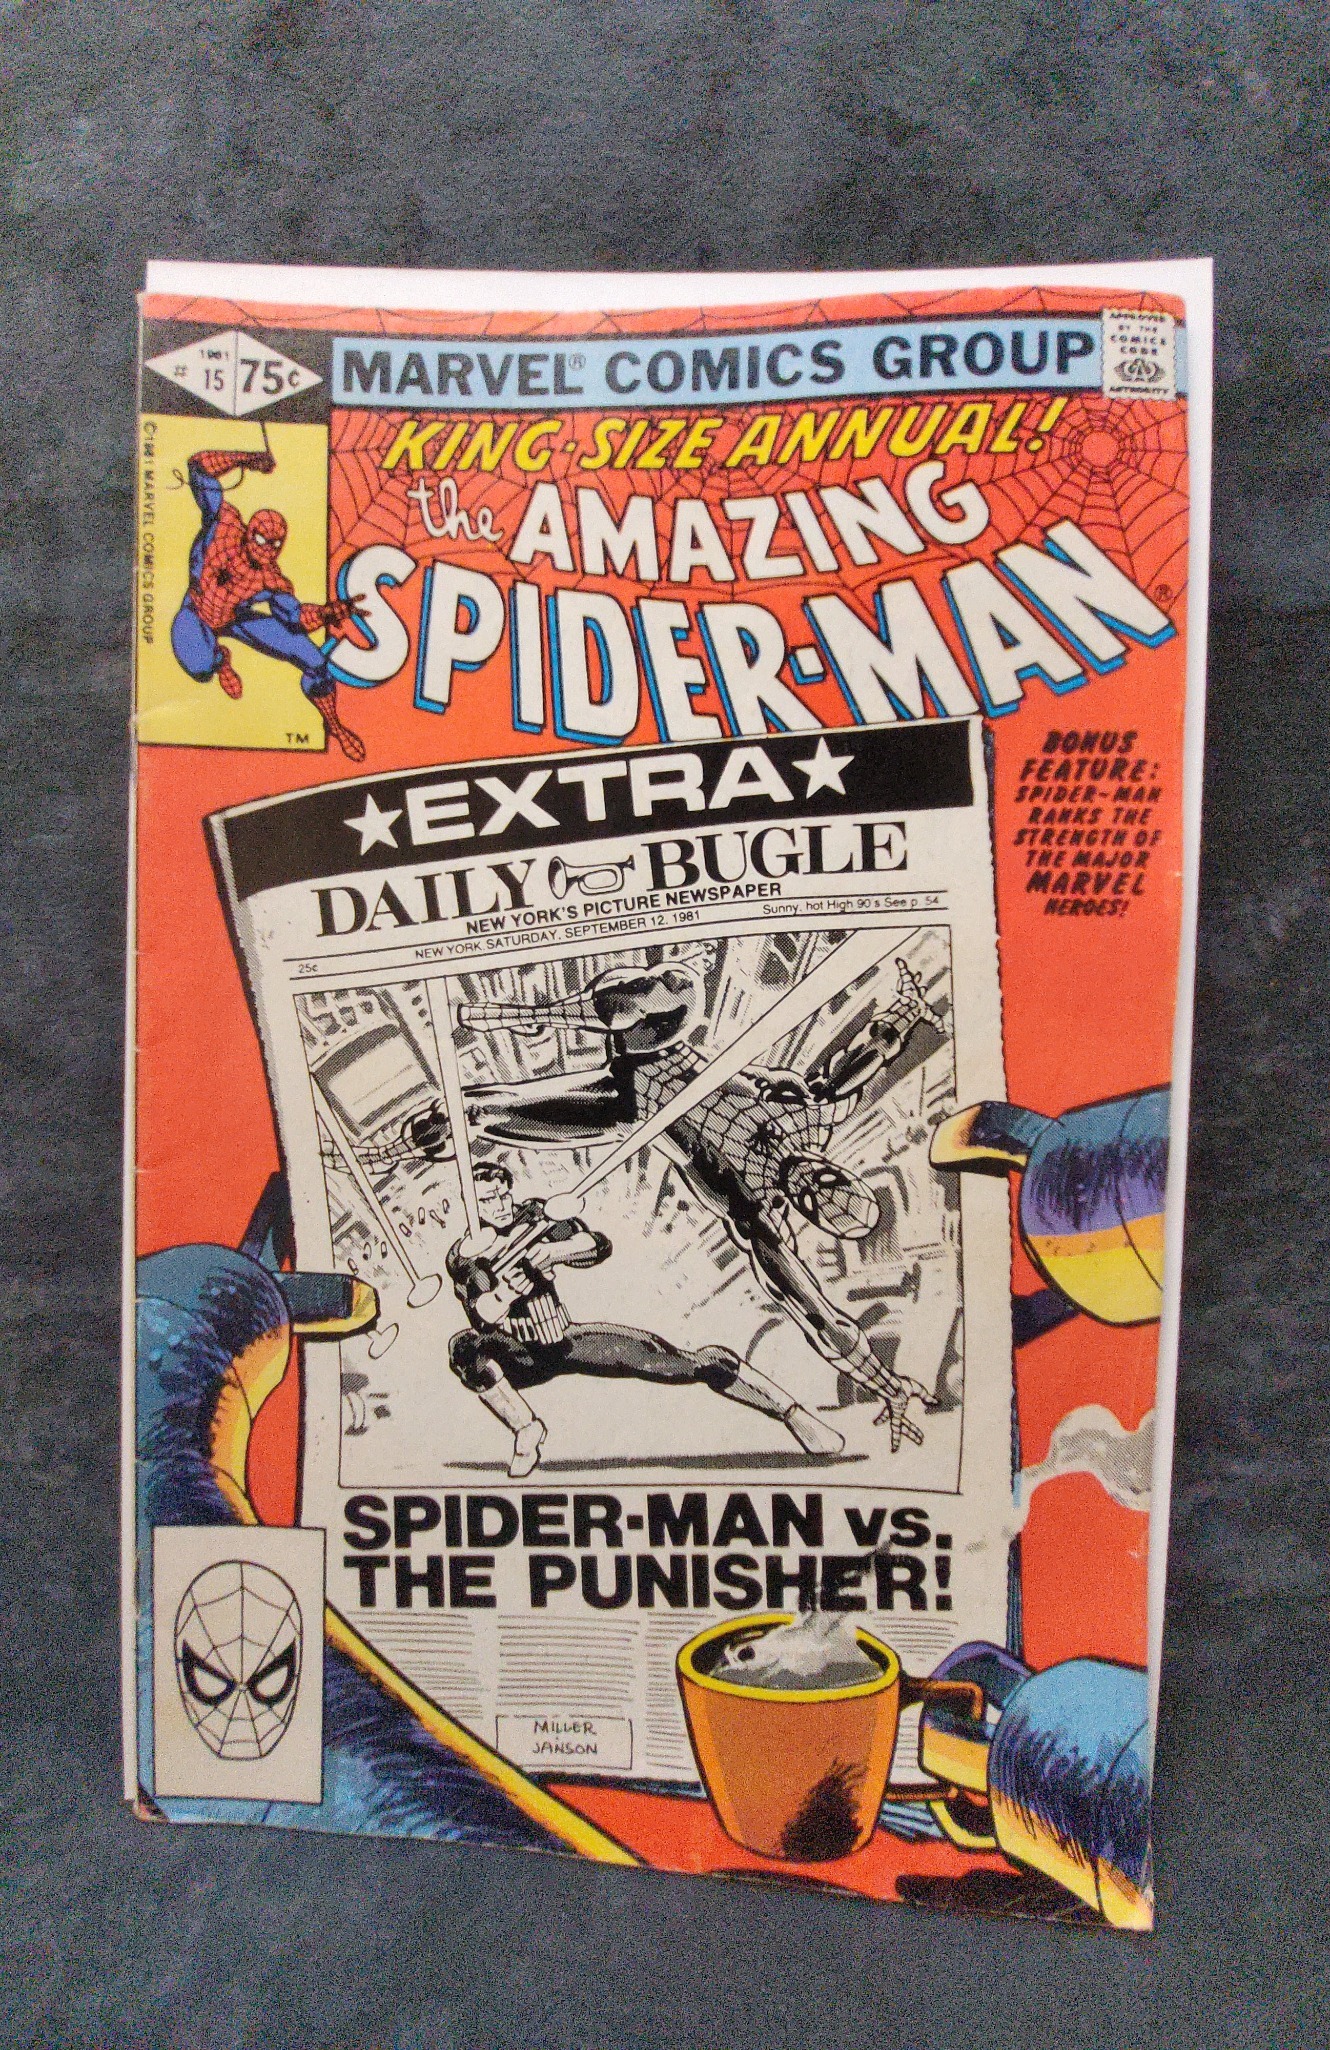 1981
# 15
75¢
MARVEL® COMICS GROUP
APPROVED
BY THE
COMICS
CODE
AUTHORITY
©1981 MARVEL COMICS GROUP
KING-SIZE ANNUAL!
the AMAZING
SPIDER-MAN®
TM
BONUS
FEATURE:
SPIDER-MAN
RANKS THE
STRENGTH OF
THE MAJOR
MARVEL
HEROES!
★EXTRA★
DAILY BUGLE
NEW YORK'S PICTURE NEWSPAPER
25¢
NEW YORK, SATURDAY, SEPTEMBER 12, 1981
Sunny, hot High 90's See p. 54
SPIDER-MAN vs.
THE PUNISHER!
MILLER
JANSON